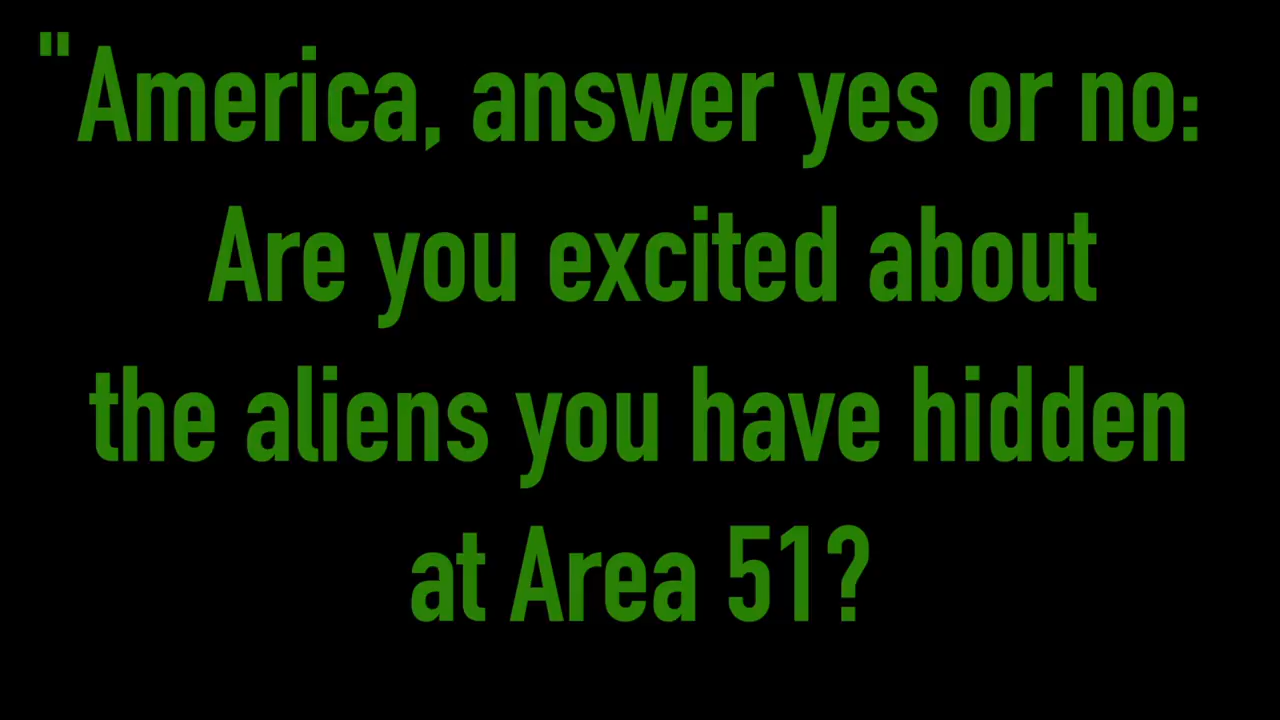 "America, answer yes or no:
Are you excited about
the aliens you have hidden
at Area 51?